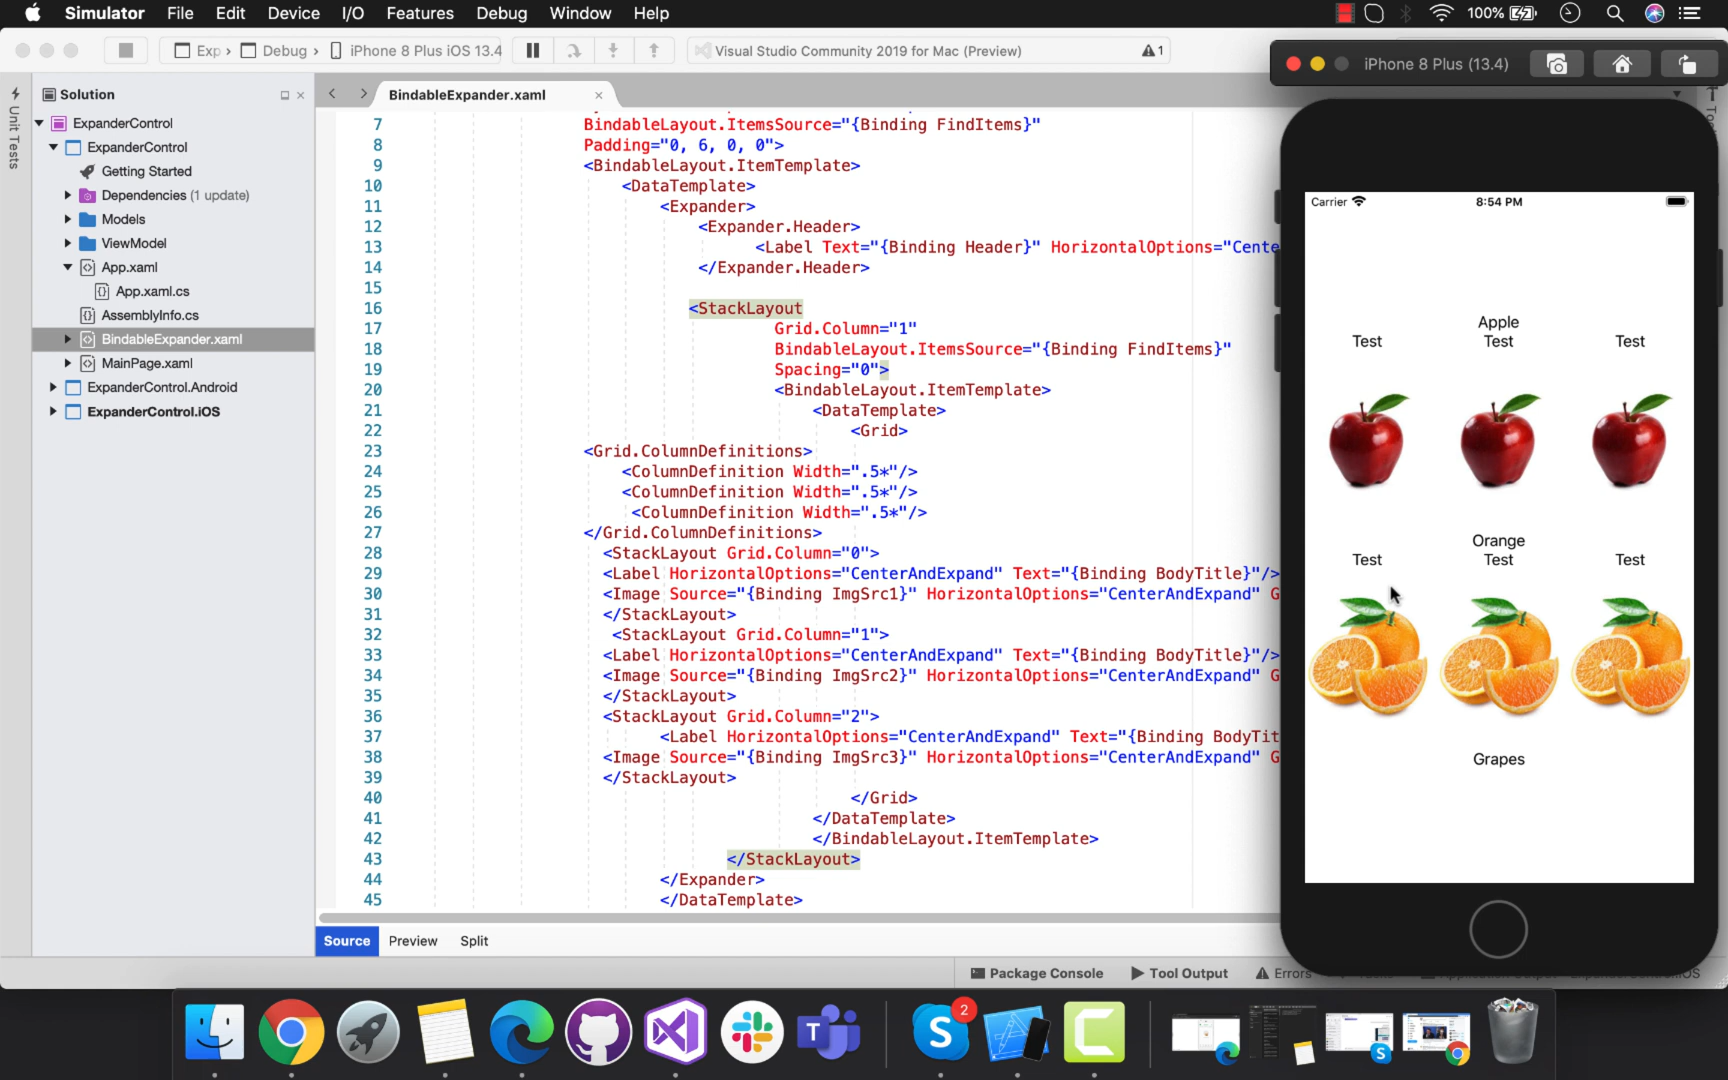 Simulator File Edit Device I/O Features Debug Window Help 100%
Exp › Debug › iPhone 8 Plus iOS 13.4 Visual Studio Community 2019 for Mac (Preview) 1
iPhone 8 Plus (13.4)
Unit Tests
Solution
ExpanderControl
ExpanderControl
Getting Started
Dependencies (1 update)
Models
ViewModel
App.xaml
App.xaml.cs
AssemblyInfo.cs
BindableExpander.xaml
MainPage.xaml
ExpanderControl.Android
ExpanderControl.iOS
BindableExpander.xaml
7 BindableLayout.ItemsSource="{Binding FindItems}"
8 Padding="0, 6, 0, 0">
9 <BindableLayout.ItemTemplate>
10 <DataTemplate>
11 <Expander>
12 <Expander.Header>
13 <Label Text="{Binding Header}" HorizontalOptions="Cente
14 </Expander.Header>
15
16 <StackLayout
17 Grid.Column="1"
18 BindableLayout.ItemsSource="{Binding FindItems}"
19 Spacing="0">
20 <BindableLayout.ItemTemplate>
21 <DataTemplate>
22 <Grid>
23 <Grid.ColumnDefinitions>
24 <ColumnDefinition Width=".5*"/>
25 <ColumnDefinition Width=".5*"/>
26 <ColumnDefinition Width=".5*"/>
27 </Grid.ColumnDefinitions>
28 <StackLayout Grid.Column="0">
29 <Label HorizontalOptions="CenterAndExpand" Text="{Binding BodyTitle}"/>
30 <Image Source="{Binding ImgSrc1}" HorizontalOptions="CenterAndExpand" G
31 </StackLayout>
32 <StackLayout Grid.Column="1">
33 <Label HorizontalOptions="CenterAndExpand" Text="{Binding BodyTitle}"/>
34 <Image Source="{Binding ImgSrc2}" HorizontalOptions="CenterAndExpand" G
35 </StackLayout>
36 <StackLayout Grid.Column="2">
37 <Label HorizontalOptions="CenterAndExpand" Text="{Binding BodyTit
38 <Image Source="{Binding ImgSrc3}" HorizontalOptions="CenterAndExpand" G
39 </StackLayout>
40 </Grid>
41 </DataTemplate>
42 </BindableLayout.ItemTemplate>
43 </StackLayout>
44 </Expander>
45 </DataTemplate>
Source Preview Split
Package Console Tool Output Errors
Carrier 8:54 PM
Apple
Test Test Test
Orange
Test Test Test
Grapes
2